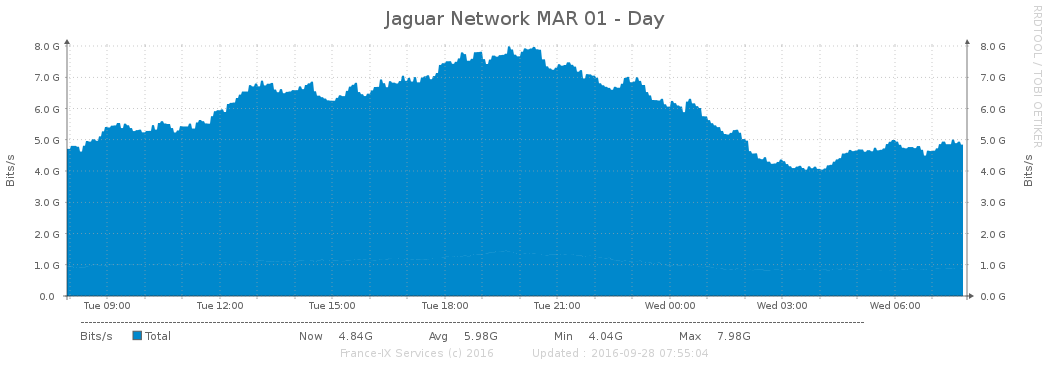 Jaguar Network MAR 01 - Day
RRDTOOL / TOBI OETIKER
Bits/s
8.0 G
7.0 G
6.0 G
5.0 G
4.0 G
3.0 G
2.0 G
1.0 G
0.0
8.0 G
7.0 G
6.0 G
5.0 G
4.0 G
3.0 G
2.0 G
1.0 G
0.0 G
Bits/s
Tue 09:00 Tue 12:00 Tue 15:00 Tue 18:00 Tue 21:00 Wed 00:00 Wed 03:00 Wed 06:00
Bits/s Total Now 4.84G Avg 5.98G Min 4.04G Max 7.98G
France-IX Services (c) 2016 Updated : 2016-09-28 07:55:04